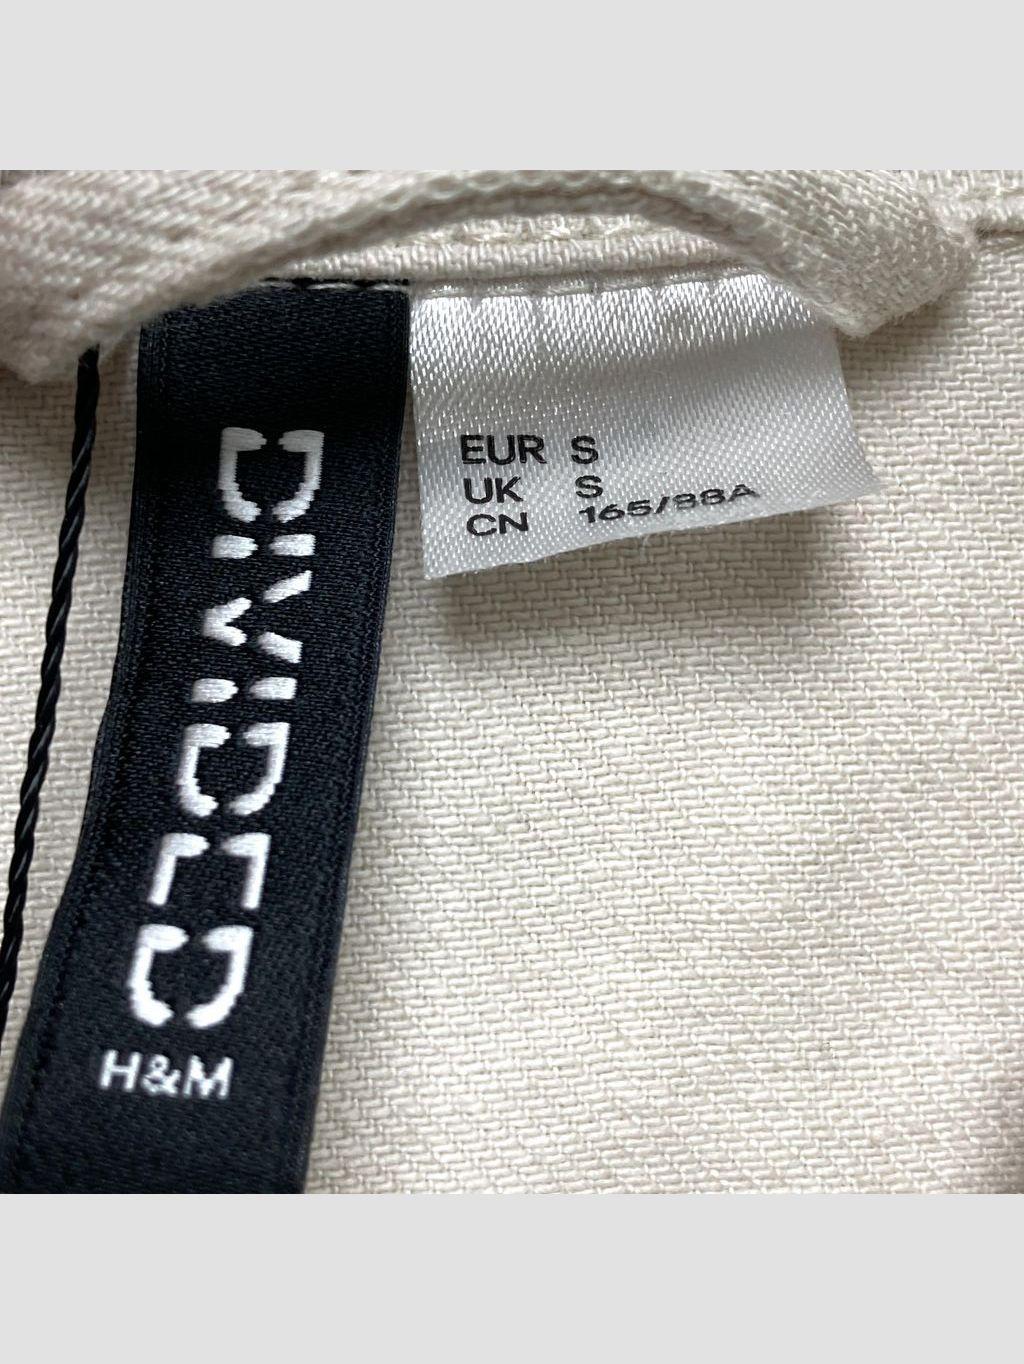 DIVIDED
H&M
EUR S
UK S
CN 165/88A